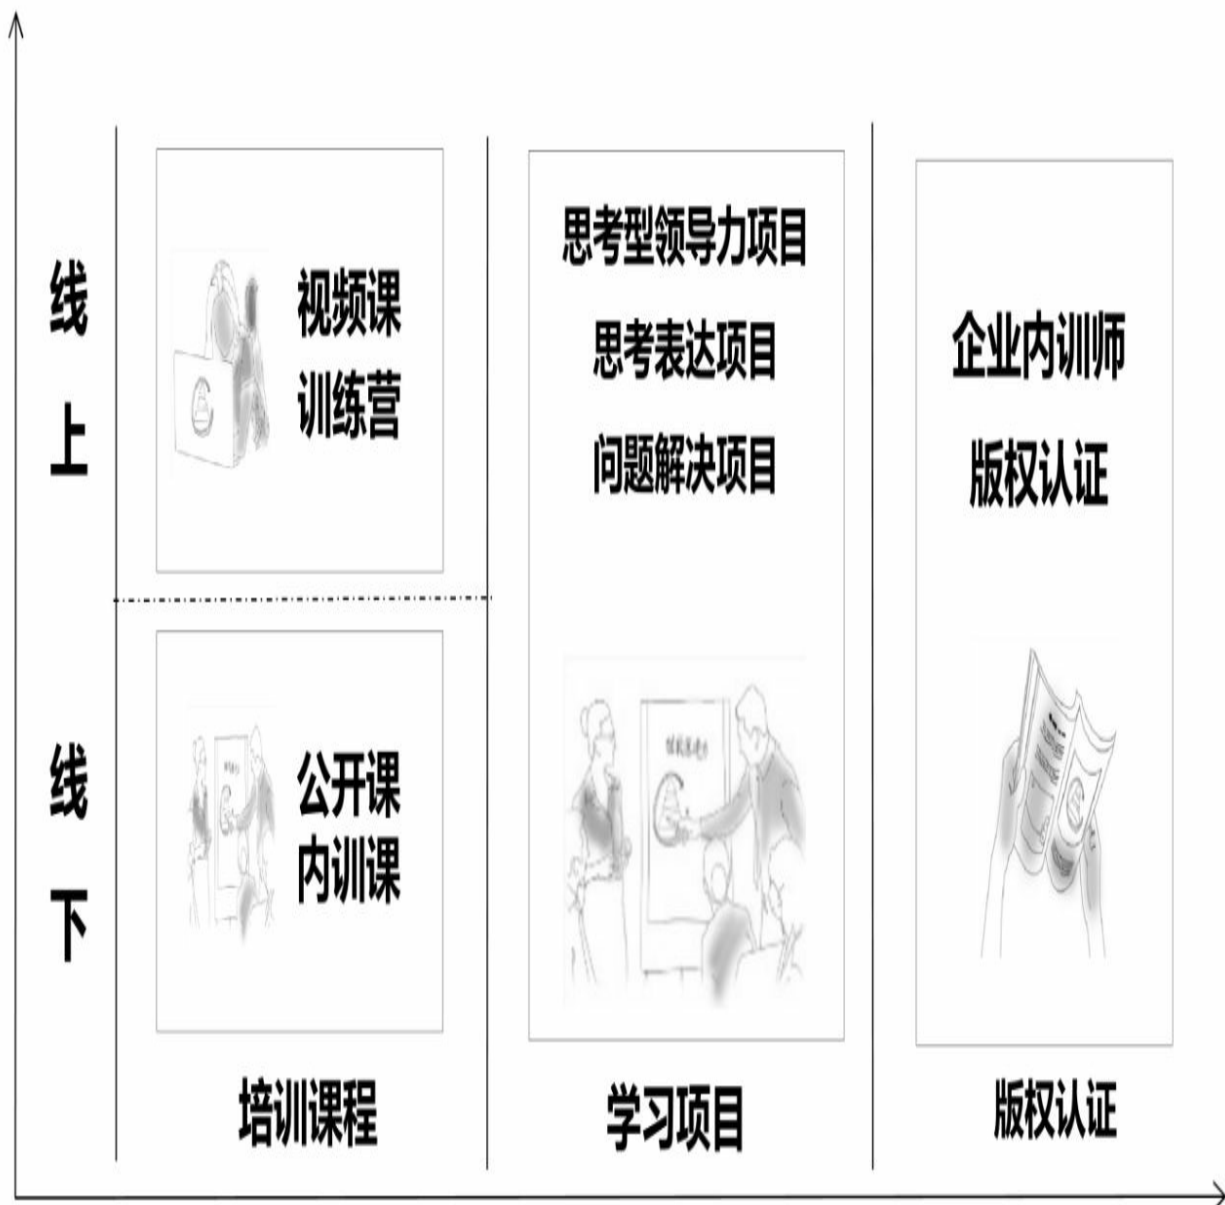 线上
视频课
训练营
思考型领导力项目
思考表达项目
问题解决项目
企业内训师
版权认证
线下
公开课
内训课
培训课程
学习项目
版权认证